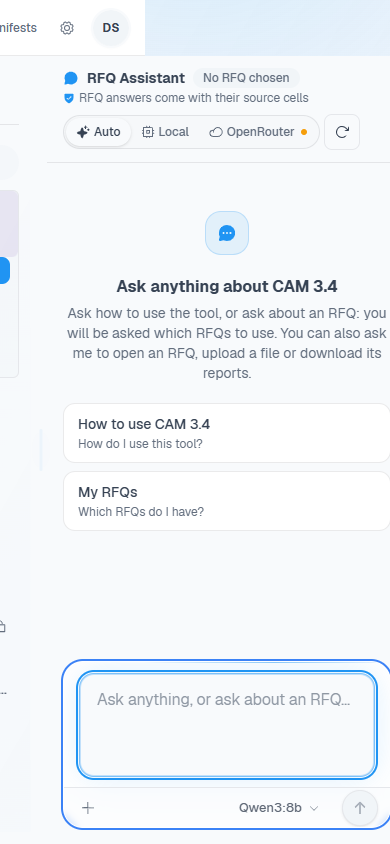 nifests
DS
RFQ Assistant No RFQ chosen
RFQ answers come with their source cells
Auto Local OpenRouter
Ask anything about CAM 3.4
Ask how to use the tool, or ask about an RFQ: you
will be asked which RFQs to use. You can also ask
me to open an RFQ, upload a file or download its
reports.
How to use CAM 3.4
How do I use this tool?
My RFQs
Which RFQs do I have?
...
Ask anything, or ask about an RFQ...
Qwen3:8b